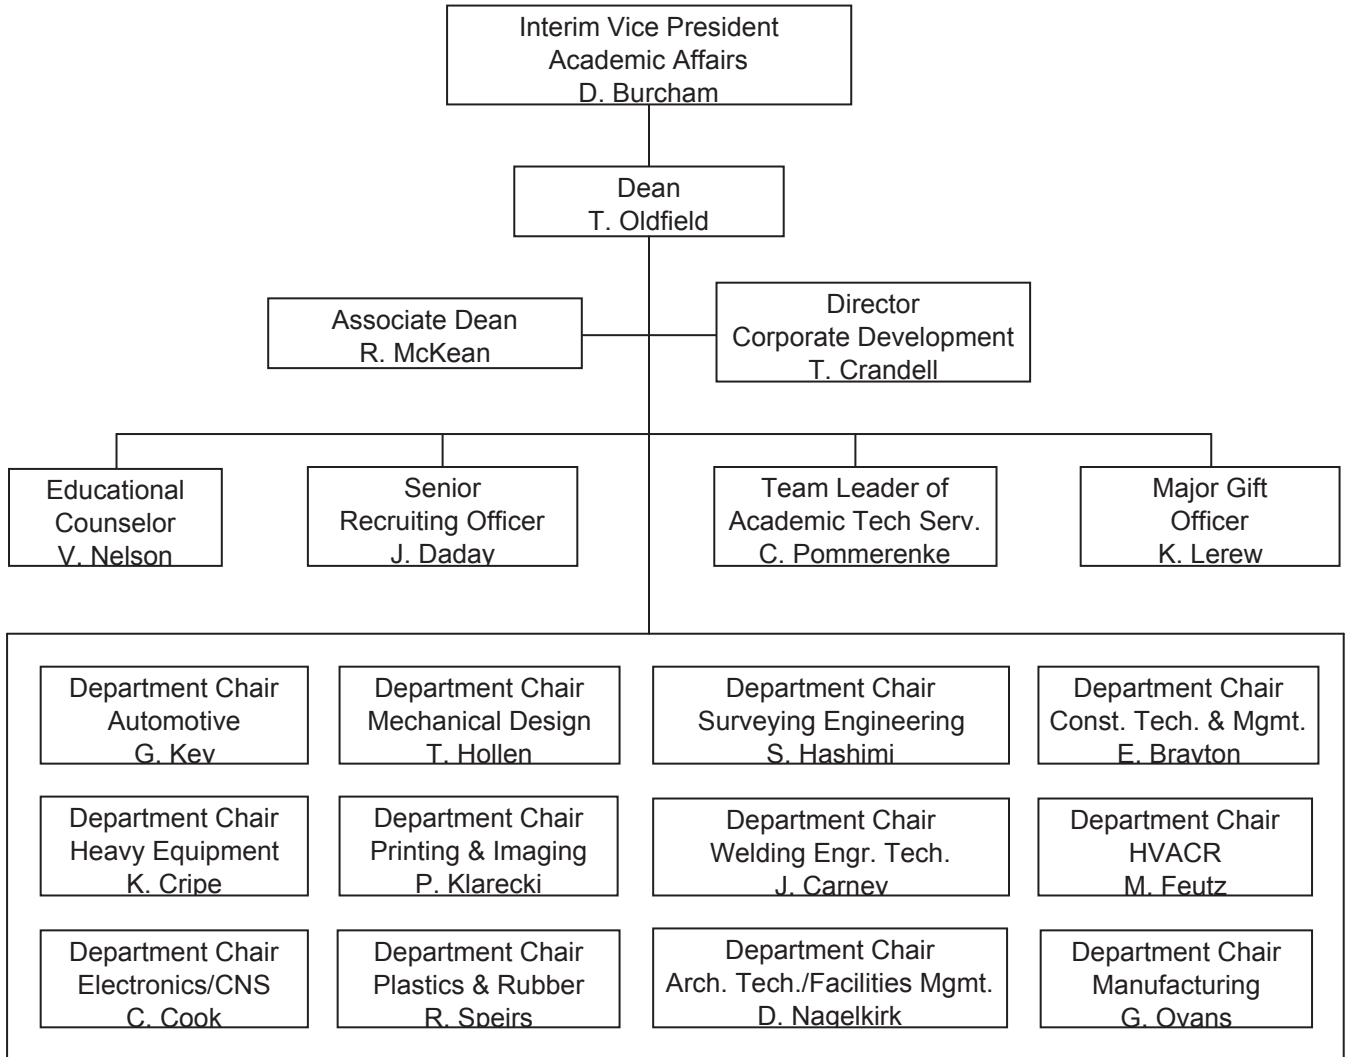 Interim Vice President
Academic Affairs
D. Burcham
Dean
T. Oldfield
Associate Dean
R. McKean
Director
Corporate Development
T. Crandell
Educational
Counselor
V. Nelson
Senior
Recruiting Officer
J. Daday
Team Leader of
Academic Tech Serv.
C. Pommerenke
Major Gift
Officer
K. Lerew
Department Chair
Automotive
G. Key
Department Chair
Mechanical Design
T. Hollen
Department Chair
Surveying Engineering
S. Hashimi
Department Chair
Const. Tech. & Mgmt.
E. Brayton
Department Chair
Heavy Equipment
K. Cripe
Department Chair
Printing & Imaging
P. Klarecki
Department Chair
Welding Engr. Tech.
J. Carney
Department Chair
HVACR
M. Feutz
Department Chair
Electronics/CNS
C. Cook
Department Chair
Plastics & Rubber
R. Speirs
Department Chair
Arch. Tech./Facilities Mgmt.
D. Nagelkirk
Department Chair
Manufacturing
G. Ovans